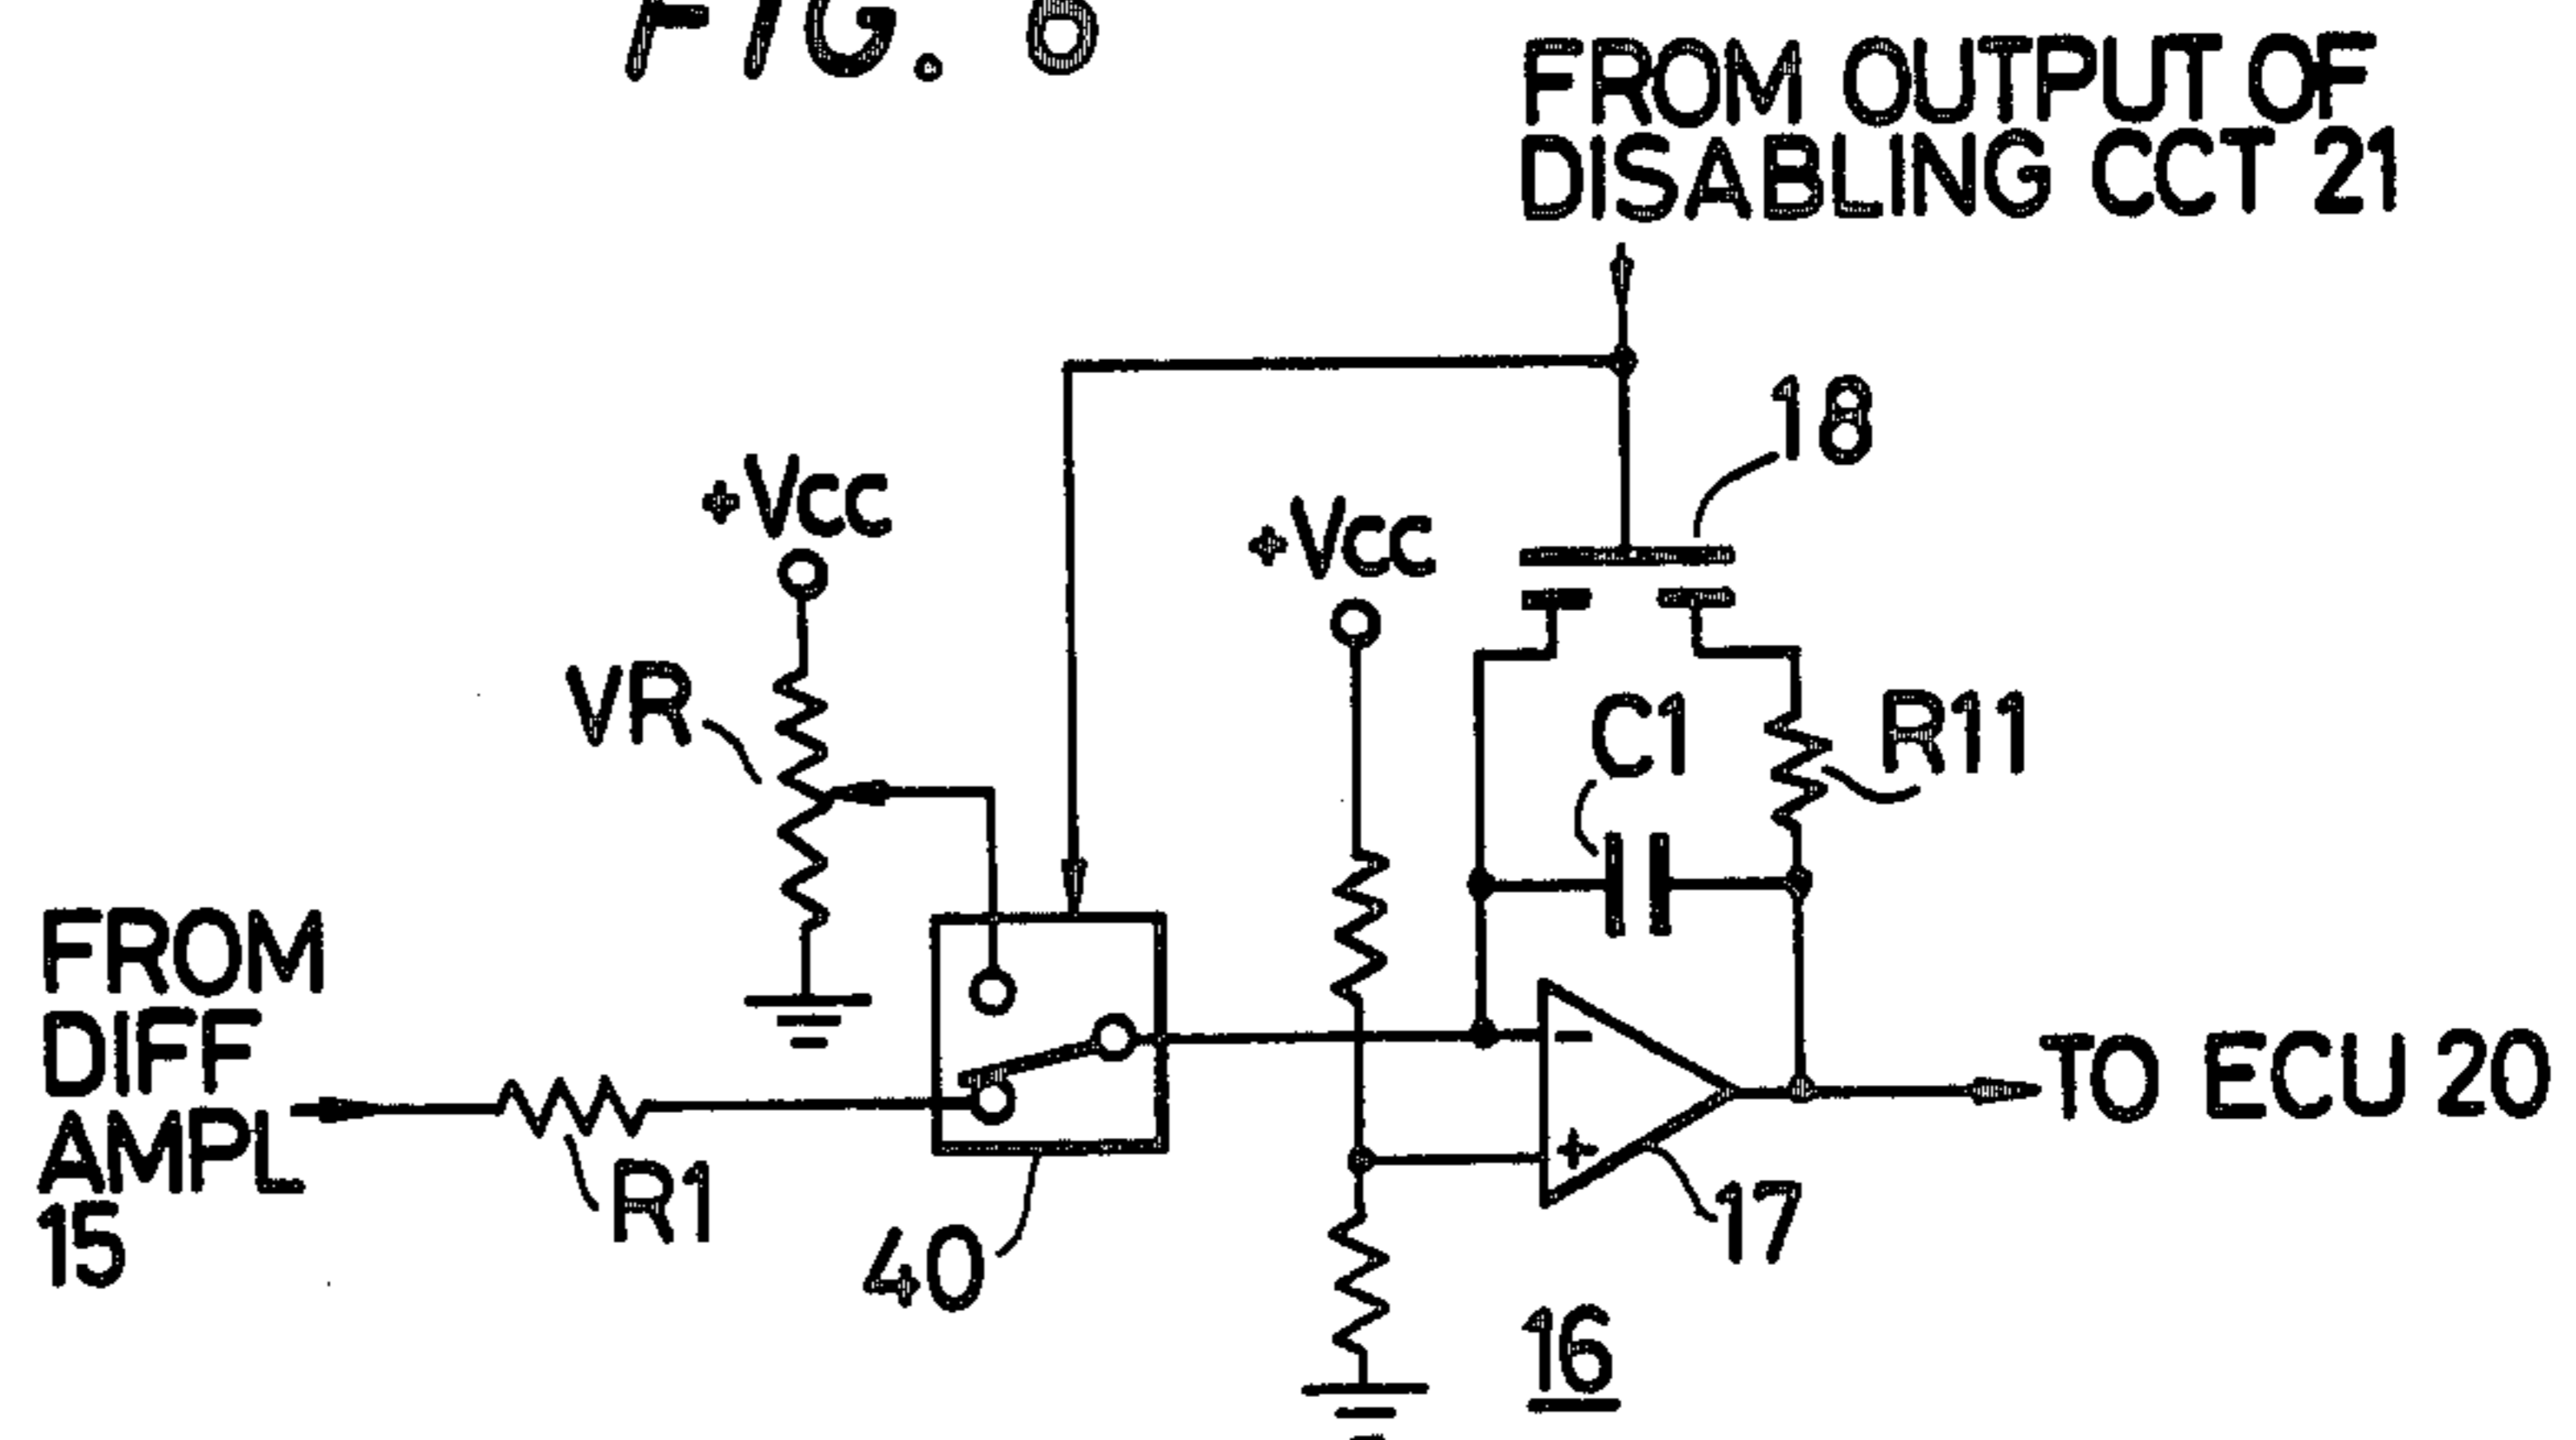 FIG. 6
FROM OUTPUT OF
DISABLING CCT 21
18
+Vcc
+Vcc
VR
C1
R11
FROM
DIFF
AMPL
15
R1
40
-
+
17
TO ECU 20
16